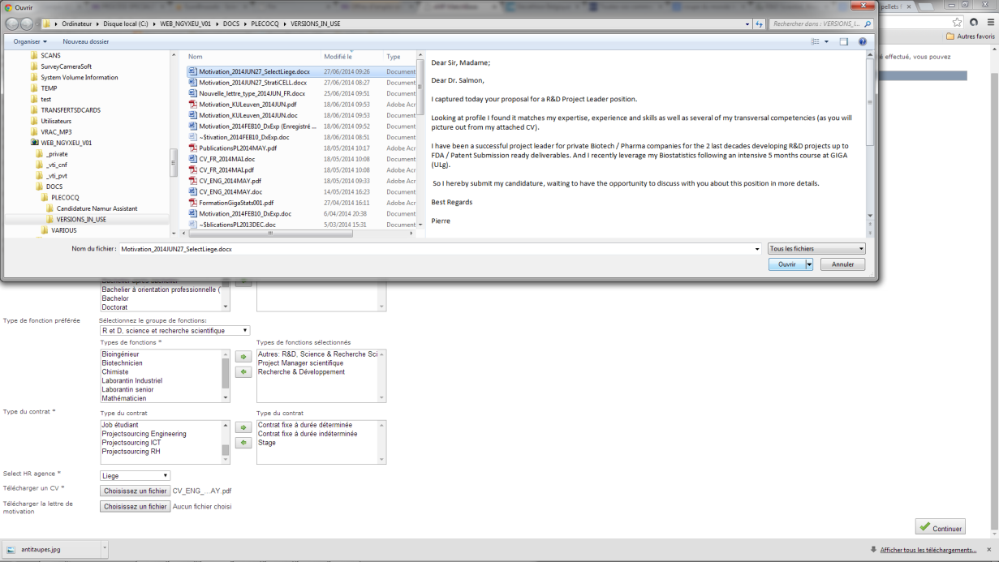 Ouvrir
pellets
Ordinateur ▸ Disque local (C:) ▸ WEB_NGYXEU_V01 ▸ DOCS ▸ PLECOCQ ▸ VERSIONS_IN_USE
Rechercher dans : VERSIONS_I...
Organiser ▾ Nouveau dossier
Autres favoris
SCANS
SurveyCameraSoft
System Volume Information
TEMP
test
TRANSFERTSDCARDS
Utilisateurs
VRAC_MP3
WEB_NGYXEU_V01
_private
_vti_cnf
_vti_pvt
DOCS
PLECOCQ
Candidature Namur Assistant
VERSIONS_IN_USE
VARIOUS
Nom Modifié le Type
Motivation_2014JUN27_SelectLiege.docx 27/06/2014 09:26 Document
Motivation_2014JUN27_StratiCELL.docx 27/06/2014 08:27 Document
Nouvelle_lettre_type_2014JUN_FR.docx 25/06/2014 09:51 Document
Motivation_KULeuven_2014JUN.pdf 18/06/2014 09:53 Adobe Acr
Motivation_KULeuven_2014JUN.doc 18/06/2014 09:53 Document
Motivation_2014FEB10_DxExp (Enregistré ... 18/06/2014 09:52 Document
~$tivation_2014FEB10_DxExp.doc 18/06/2014 08:51 Document
PublicationsPL2014MAY.pdf 18/05/2014 10:17 Adobe Acr
CV_FR_2014MAI.doc 18/05/2014 10:08 Document
CV_FR_2014MAI.pdf 18/05/2014 10:08 Adobe Acr
CV_ENG_2014MAY.pdf 18/05/2014 09:33 Adobe Acr
CV_ENG_2014MAY.doc 14/05/2014 16:23 Document
FormationGigaStats001.pdf 27/04/2014 16:11 Adobe Acr
Motivation_2014FEB10_DxExp.doc 6/04/2014 20:38 Document
~$blicationsPL2013DEC.doc 5/03/2014 15:31 Document
Dear Sir, Madame;
Dear Dr. Salmon,
I captured today your proposal for a R&D Project Leader position.
Looking at profile I found it matches my expertise, experience and skills as well as several of my transversal competencies (as you will
picture out from my attached CV).
I have been a successful project leader for private Biotech / Pharma companies for the 2 last decades developing R&D projects up to
FDA / Patent Submission ready deliverables. And I recently leverage my Biostatistics following an intensive 5 months course at GIGA
(ULg).
So I hereby submit my candidature, waiting to have the opportunity to discuss with you about this position in more details.
Best Regards
Pierre
é effectué, vous pouvez
Nom du fichier : Motivation_2014JUN27_SelectLiege.docx Tous les fichiers
Ouvrir Annuler
Bachelier à orientation professionnelle (
Bachelor
Doctorat
Type de fonction préférée Sélectionnez le groupe de fonctions:
R et D, science et recherche scientifique
Types de fonctions * Types de fonctions sélectionnés
Bioingénieur
Biotechnicien
Chimiste
Laborantin Industriel
Laborantin senior
Mathématicien
Autres: R&D, Science & Recherche Sci
Project Manager scientifique
Recherche & Développement
Type du contrat * Type du contrat Type du contrat
Job étudiant
Projectsourcing Engineering
Projectsourcing ICT
Projectsourcing RH
Contrat fixe à durée déterminée
Contrat fixe à durée indéterminée
Stage
Select HR agence * Liege
Télécharger un CV * Choisissez un fichier CV_ENG_...AY.pdf
Télécharger la lettre de
motivation
Choisissez un fichier Aucun fichier choisi
Continuer
antitaupes.jpg
Afficher tous les téléchargements...